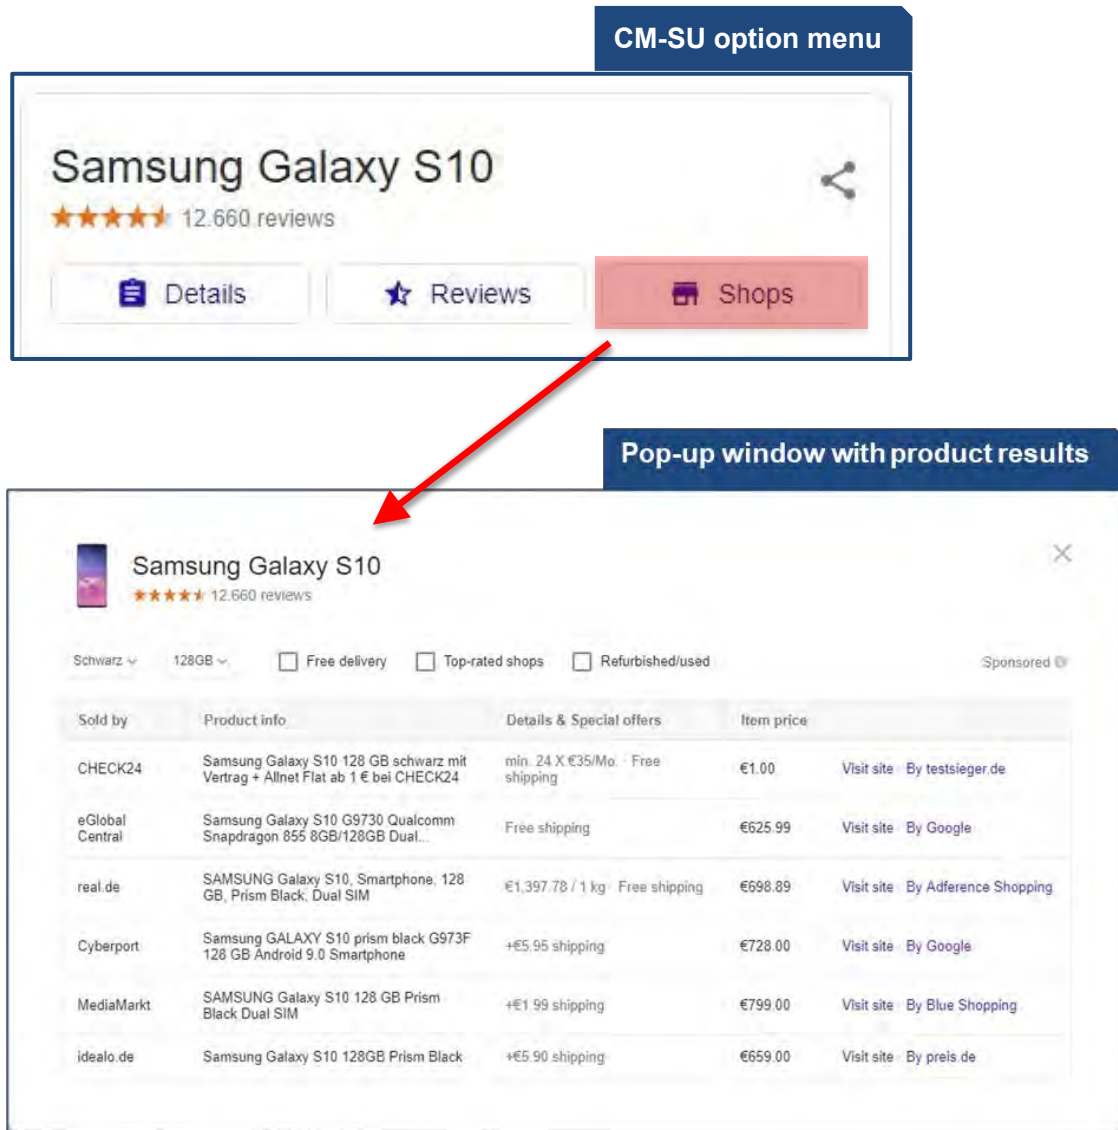 CM-SU option menu
Samsung Galaxy S10
12.660 reviews
Details
Reviews
Shops
Pop-up window with product results
Samsung Galaxy S10
12.660 reviews
Schwarz 128GB Free delivery Top-rated shops Refurbished/used Sponsored
Sold by Product info Details & Special offers Item price
CHECK24
Samsung Galaxy S10 128 GB schwarz mit
Vertrag + Allnet Flat ab 1 € bei CHECK24
min. 24 X €35/Mo. · Free
shipping
€1.00
Visit site · By testsieger.de
eGlobal
Central
Samsung Galaxy S10 G9730 Qualcomm
Snapdragon 855 8GB/128GB Dual...
Free shipping
€625.99
Visit site · By Google
real.de
SAMSUNG Galaxy S10, Smartphone, 128
GB, Prism Black, Dual SIM
€1,397.78 / 1 kg · Free shipping
€698.89
Visit site · By Adference Shopping
Cyberport
Samsung GALAXY S10 prism black G973F
128 GB Android 9.0 Smartphone
+€5.95 shipping
€728.00
Visit site · By Google
MediaMarkt
SAMSUNG Galaxy S10 128 GB Prism
Black Dual SIM
+€1.99 shipping
€799.00
Visit site · By Blue Shopping
idealo.de
Samsung Galaxy S10 128GB Prism Black
+€5.90 shipping
€659.00
Visit site · By preis.de